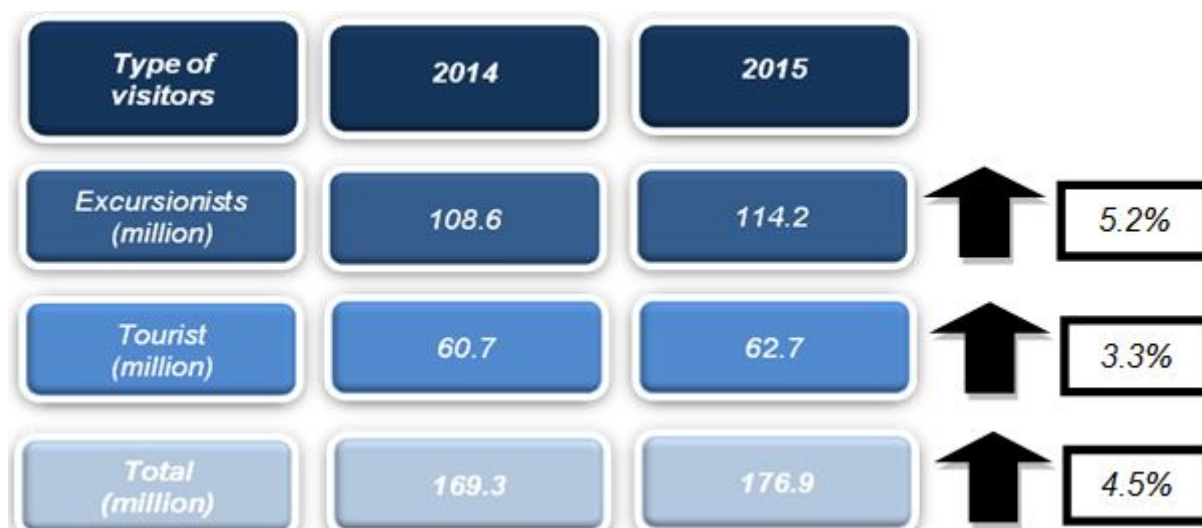 Type of
visitors
2014
2015
Excursionists
(million)
108.6
114.2
5.2%
Tourist
(million)
60.7
62.7
3.3%
Total
(million)
169.3
176.9
4.5%